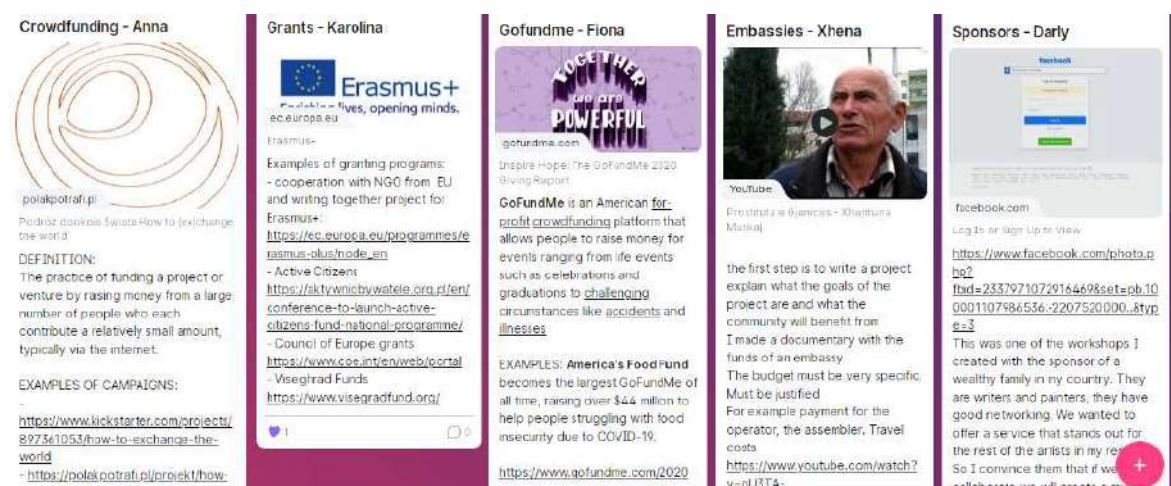 Crowdfunding - Anna
polakpotrafi.pl
Podróż dookoła Świata How to (ex)change
the world
DEFINITION:
The practice of funding a project or
venture by raising money from a large
number of people who each
contribute a relatively small amount,
typically via the internet.
EXAMPLES OF CAMPAIGNS:
-
https://www.kickstarter.com/projects/
897361053/how-to-exchange-the-
world
- https://polakpotrafi.pl/projekt/how-
Grants - Karolina
Erasmus+
lives, opening minds.
ec.europa.eu
Erasmus+
Examples of granting programs:
- cooperation with NGO from EU
and writing together project for
Erasmus+:
https://ec.europa.eu/programmes/e
rasmus-plus/node_en
- Active Citizens
https://aktywniobywatele.org.pl/en/
conference-to-launch-active-
citizens-fund-national-programme/
- Council of Europe grants
https://www.coe.int/en/web/portal
- Visegrad Funds
https://www.visegradfund.org/
1
0
Gofundme - Fiona
TOGETHER
we are
POWERFUL
gofundme.com
Inspire Hope: The GoFundMe 2020
Giving Report
GoFundMe is an American for-
profit crowdfunding platform that
allows people to raise money for
events ranging from life events
such as celebrations and
graduations to challenging
circumstances like accidents and
illnesses
EXAMPLES: America's Food Fund
becomes the largest GoFundMe of
all time, raising over $44 million to
help people struggling with food
insecurity due to COVID-19.
https://www.gofundme.com/2020
Embassies - Xhena
YouTube
the first step is to write a project
explain what the goals of the
project are and what the
community will benefit from
I made a documentary with the
funds of an embassy
The budget must be very specific.
Must be justified
For example payment for the
operator, the assembler. Travel
costs
https://www.youtube.com/watch?
Sponsors - Darly
facebook
facebook.com
Log In or Sign Up to View
https://www.facebook.com/photo.p
hp?
fbid=2337971072916469&set=pb.10
0001107986536.-2207520000..&typ
e=3
This was one of the workshops I
created with the sponsor of a
wealthy family in my country. They
are writers and painters, they have
good networking. We wanted to
offer a service that stands out for
the rest of the artists in my
So I convince them that if we
+